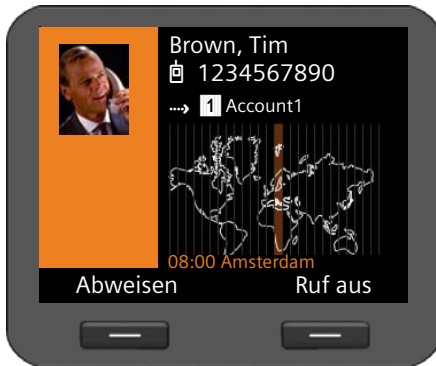 Brown, Tim
1234567890
1 Account1
08:00 Amsterdam
Abweisen Ruf aus